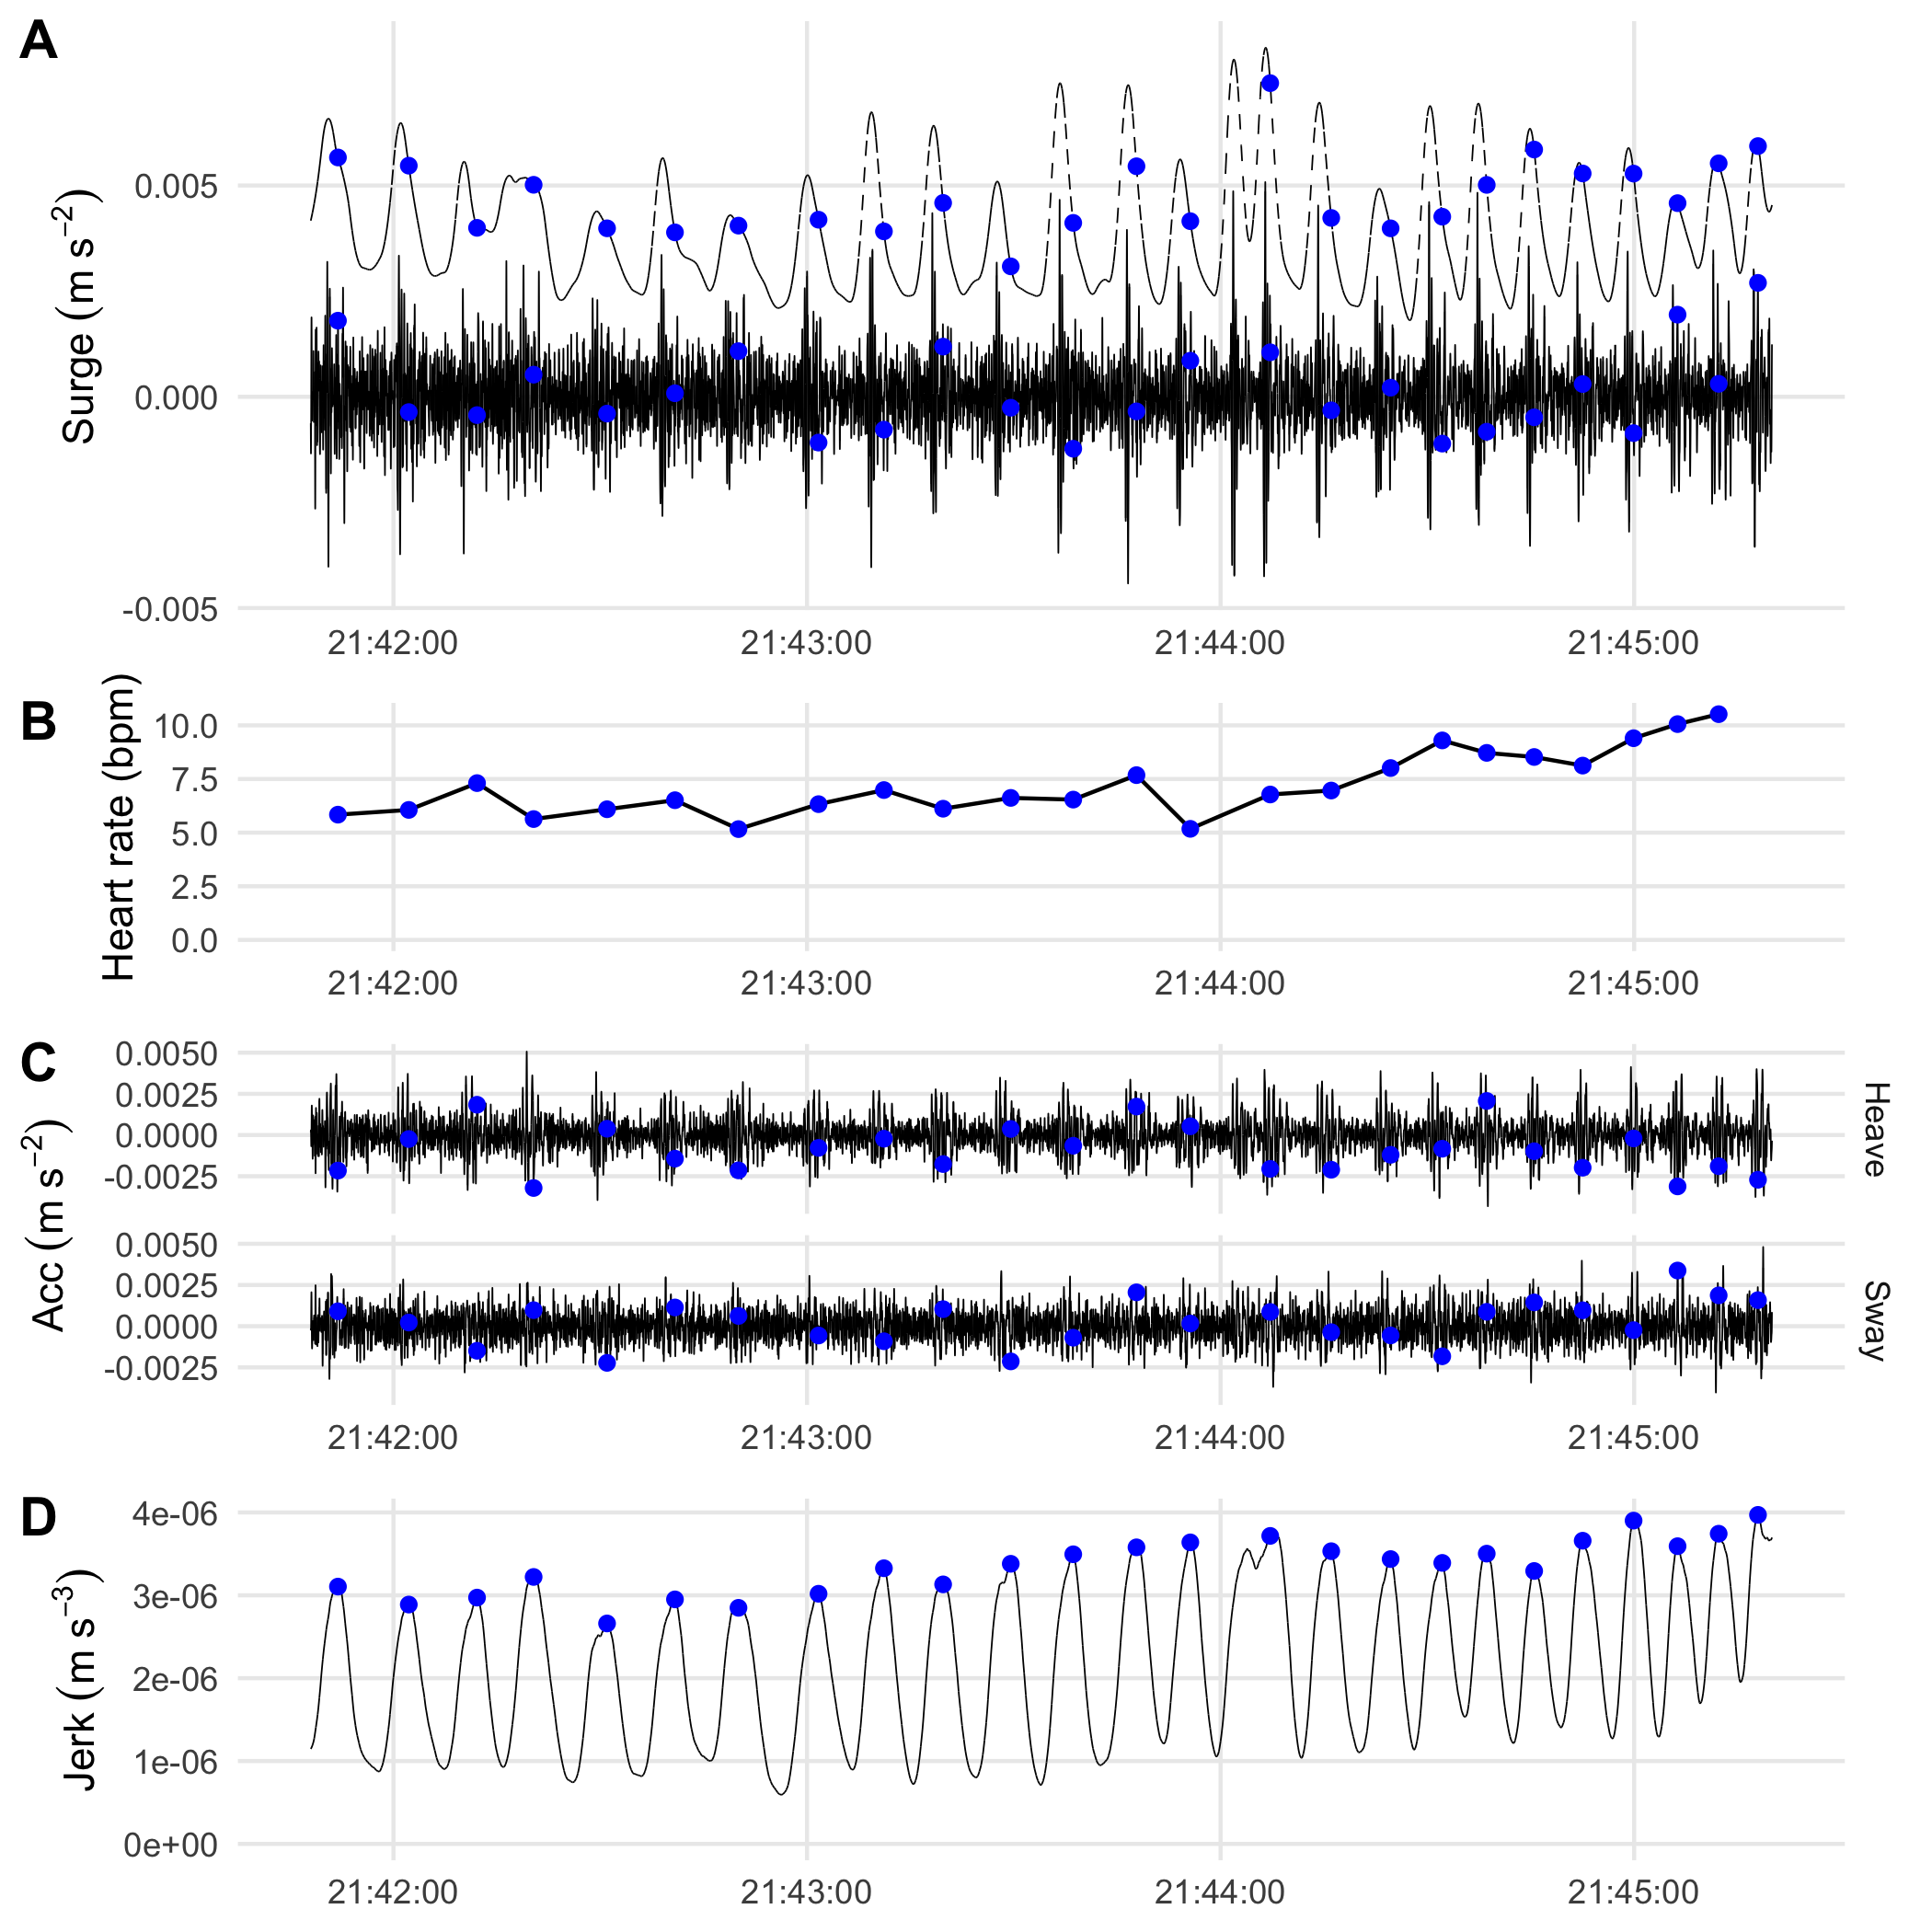 A
Surge (m s⁻²)
0.005
0.000
-0.005
21:42:00 21:43:00 21:44:00 21:45:00
B
Heart rate (bpm)
10.0
7.5
5.0
2.5
0.0
21:42:00 21:43:00 21:44:00 21:45:00
C
Acc (m s⁻²)
0.0050
0.0025
0.0000
-0.0025
Heave
0.0050
0.0025
0.0000
-0.0025
Sway
21:42:00 21:43:00 21:44:00 21:45:00
D
Jerk (m s⁻³)
4e-06
3e-06
2e-06
1e-06
0e+00
21:42:00 21:43:00 21:44:00 21:45:00